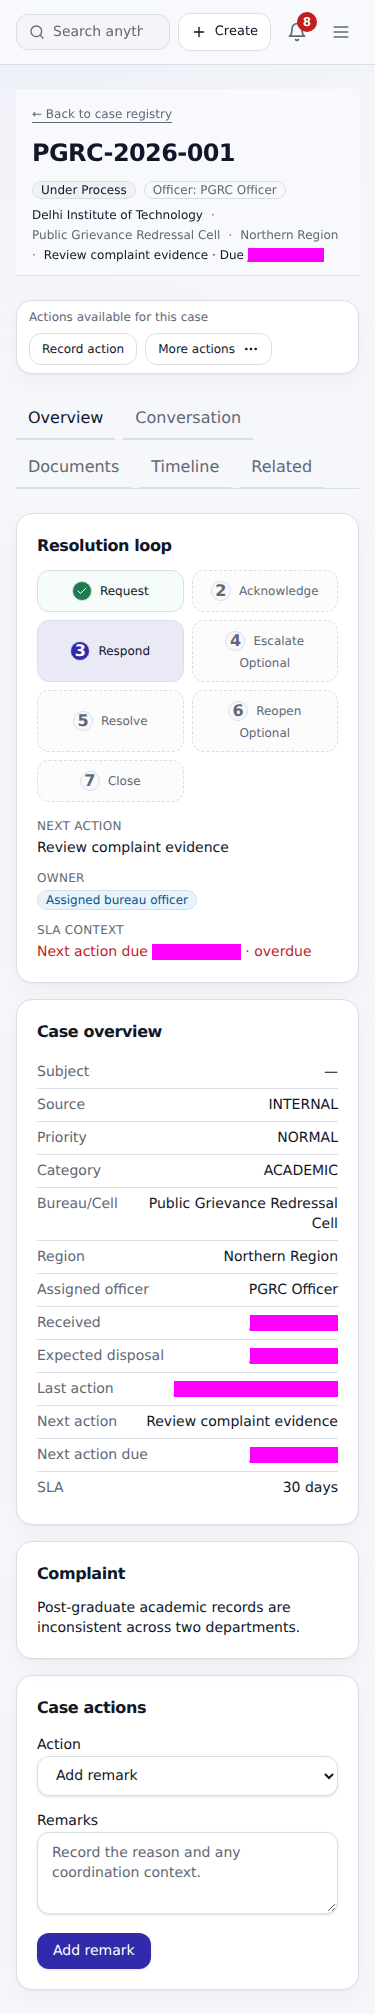 Search anyth
Create
8
← Back to case registry
PGRC-2026-001
Under Process
Officer: PGRC Officer
Delhi Institute of Technology ·
Public Grievance Redressal Cell · Northern Region
· Review complaint evidence · Due
Actions available for this case
Record action
More actions ···
Overview
Conversation
Documents
Timeline
Related
Resolution loop
Request
2 Acknowledge
3 Respond
4 Escalate
Optional
5 Resolve
6 Reopen
Optional
7 Close
NEXT ACTION
Review complaint evidence
OWNER
Assigned bureau officer
SLA CONTEXT
Next action due · overdue
Case overview
Subject —
Source INTERNAL
Priority NORMAL
Category ACADEMIC
Bureau/Cell Public Grievance Redressal
Cell
Region Northern Region
Assigned officer PGRC Officer
Received
Expected disposal
Last action
Next action Review complaint evidence
Next action due
SLA 30 days
Complaint
Post-graduate academic records are
inconsistent across two departments.
Case actions
Action
Add remark
Remarks
Record the reason and any
coordination context.
Add remark